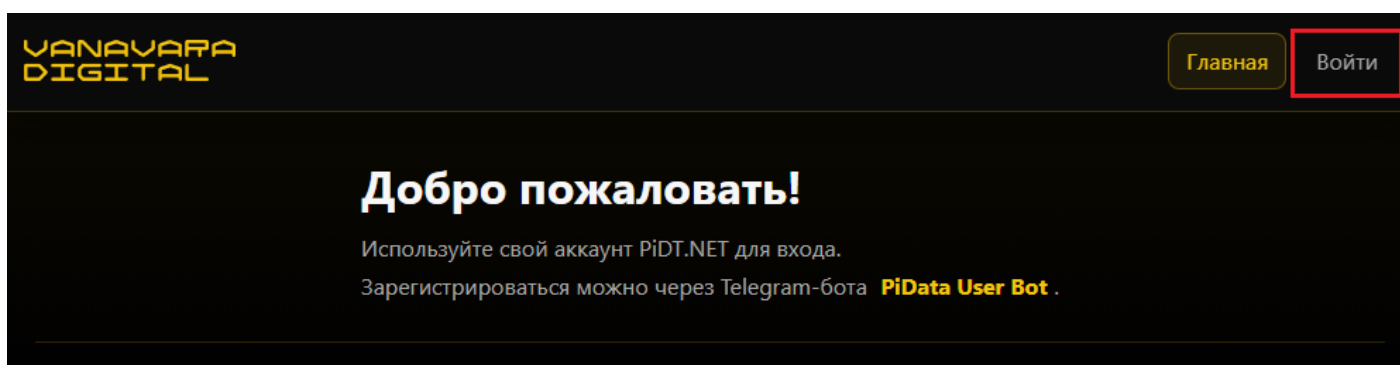 VANAVARA
DIGITAL
Главная Войти
Добро пожаловать!
Используйте свой аккаунт PiDT.NET для входа.
Зарегистрироваться можно через Telegram-бота PiData User Bot .